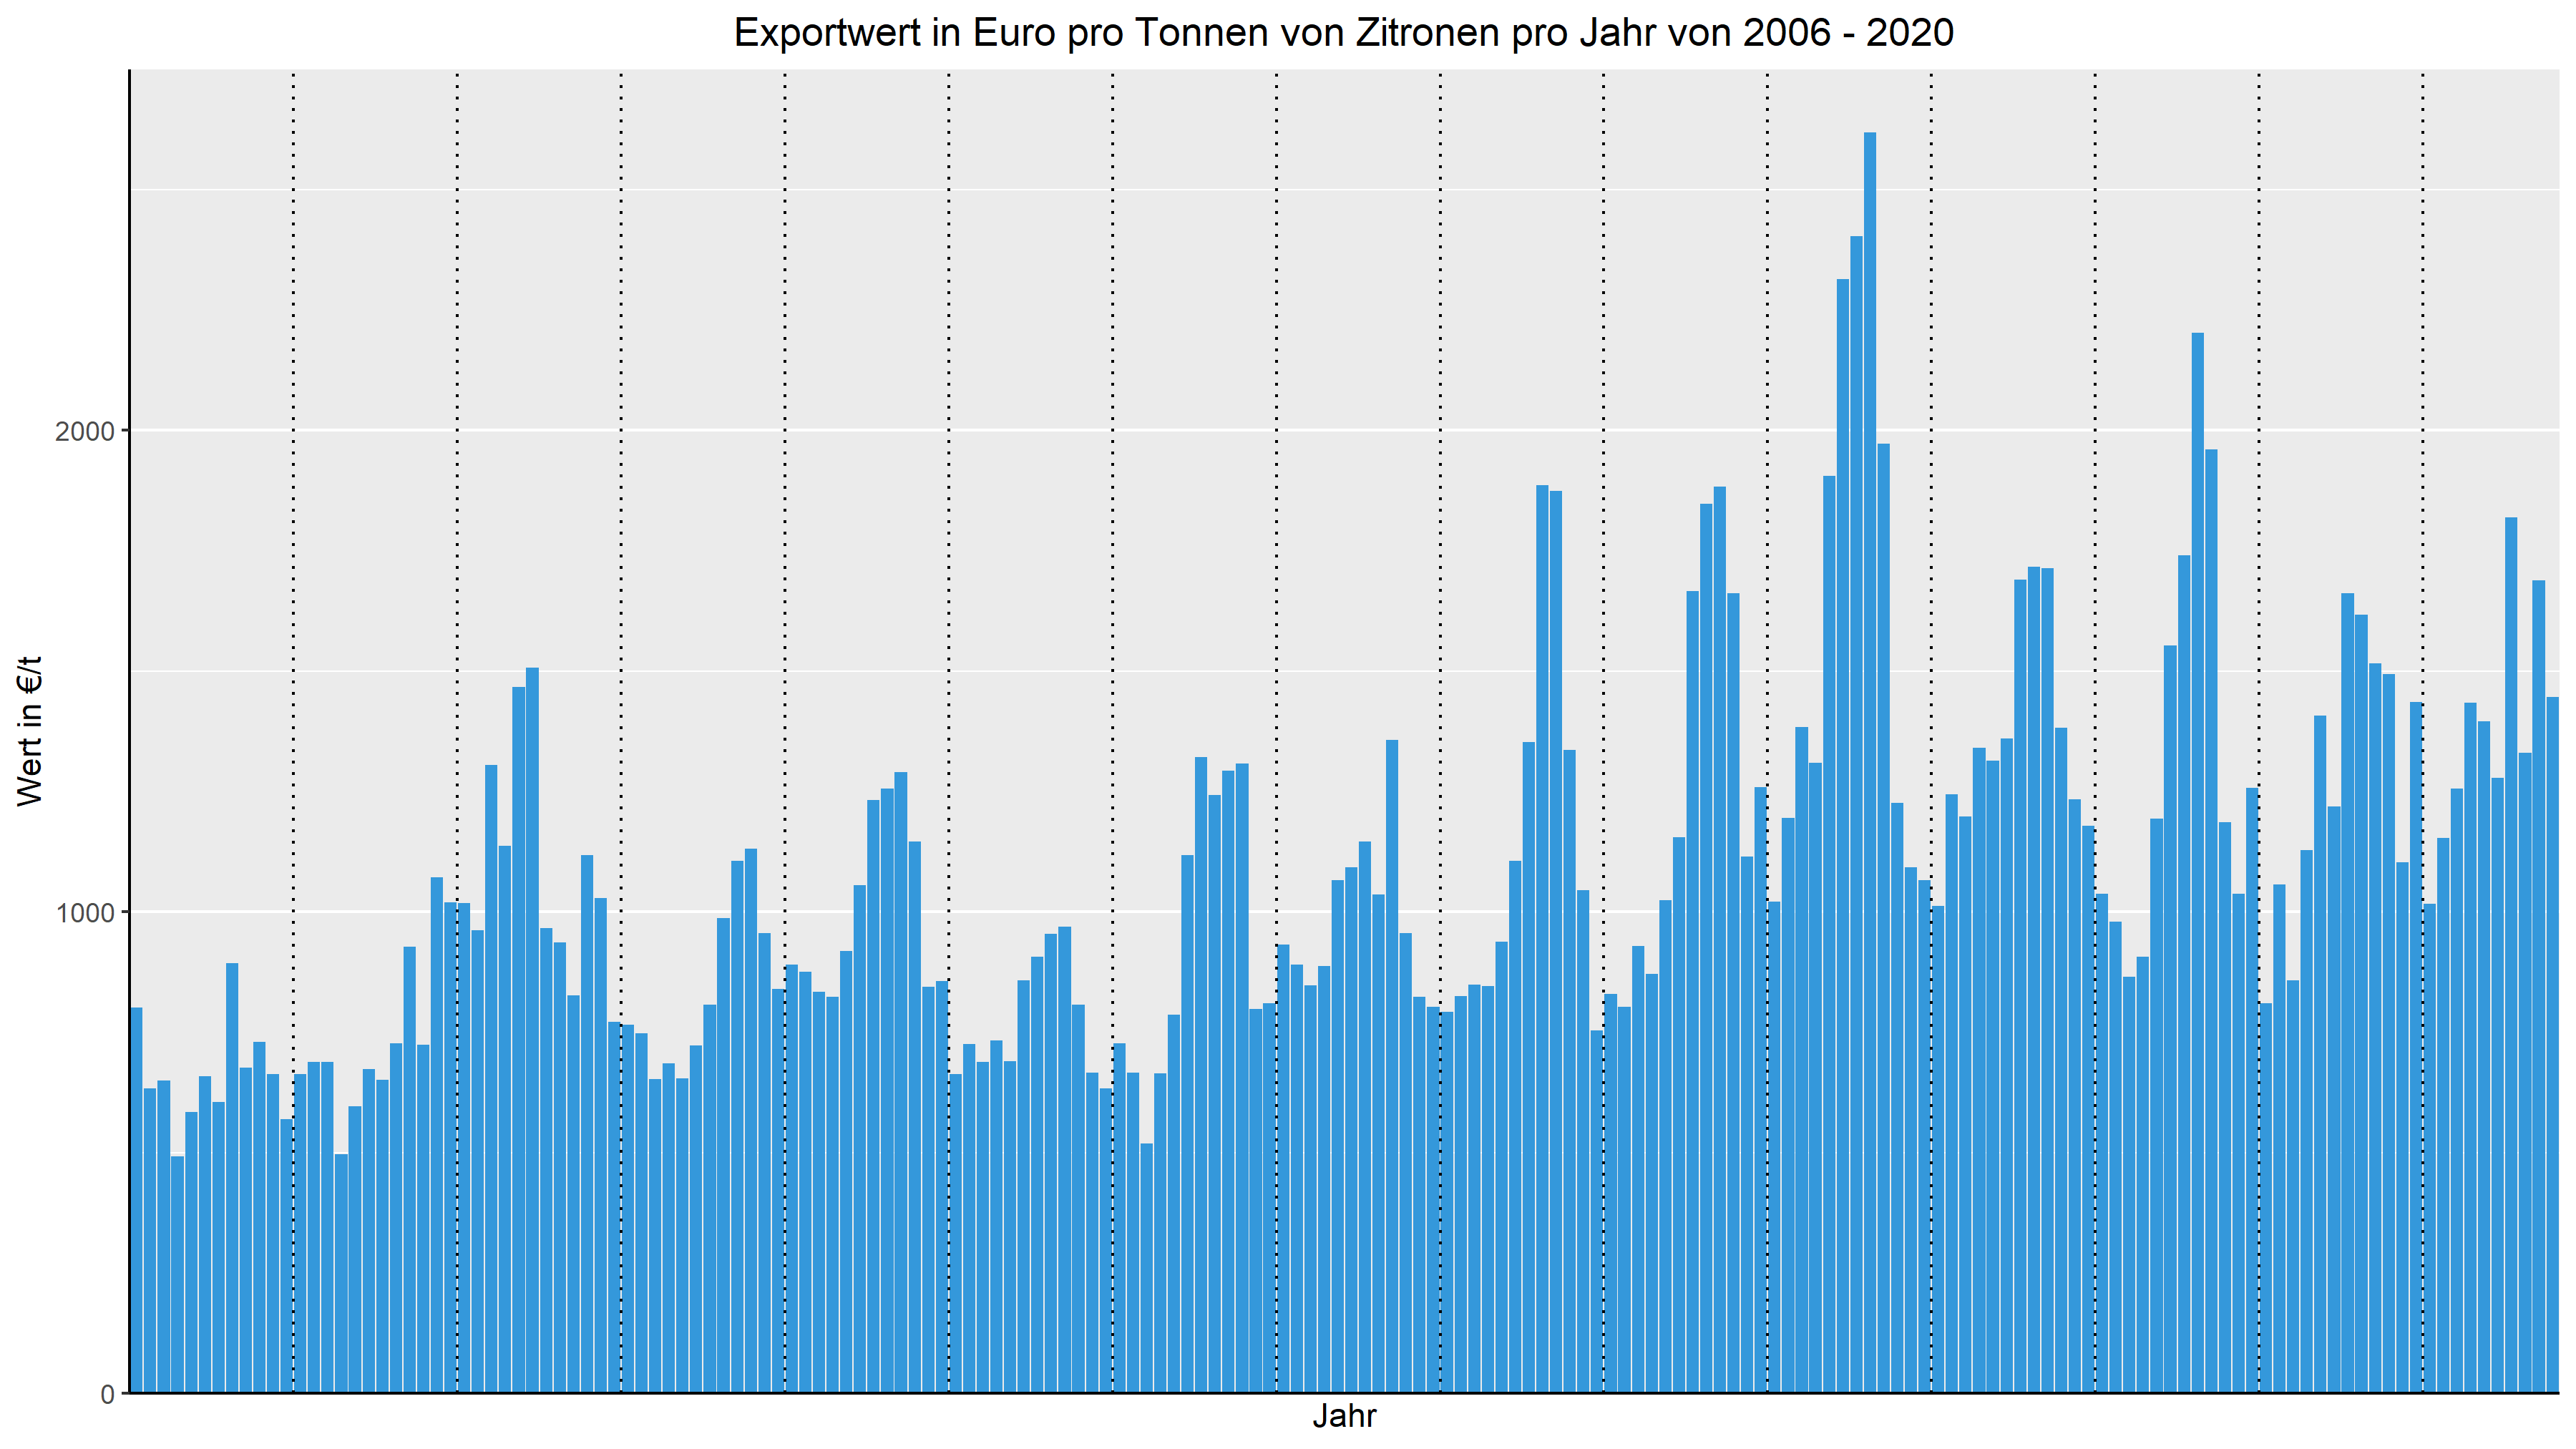 Exportwert in Euro pro Tonnen von Zitronen pro Jahr von 2006 - 2020
Wert in €/t
2000
1000
0
Jahr